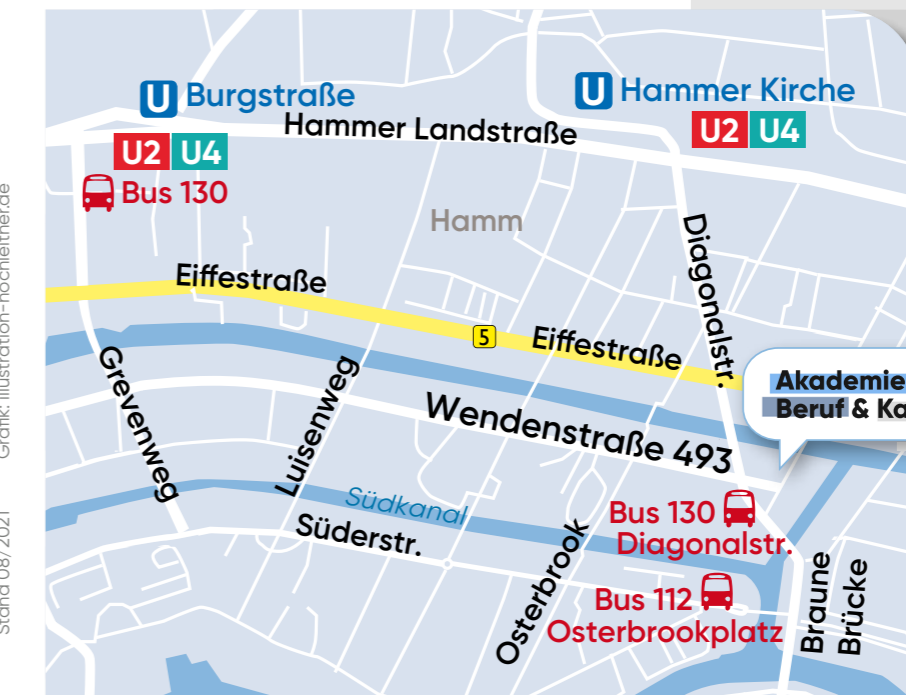 U Burgstraße
U2 U4
Bus 130
U Hammer Kirche
U2 U4
Hammer Landstraße
Hamm
Diagonalstr.
Eiffestraße
5
Eiffestraße
Grevenweg
Luisenweg
Wendenstraße 493
Akademie
Beruf & Ka
Südkanal
Süderstr.
Osterbrook
Bus 130
Diagonalstr.
Bus 112
Osterbrookplatz
Braune
Brücke
Stand 08/2021
Grafik: illustration-hochleitner.de